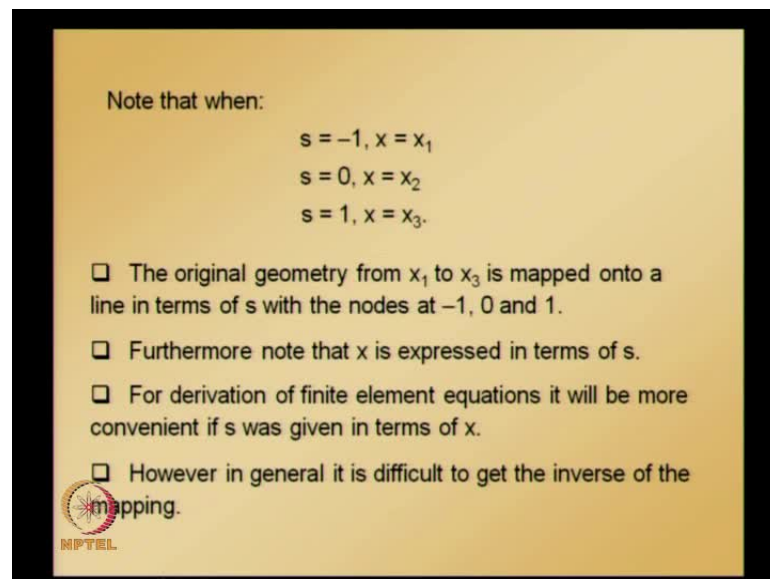 Note that when:
s = –1, x = x₁
s = 0, x = x₂
s = 1, x = x₃.
❑ The original geometry from x₁ to x₃ is mapped onto a
line in terms of s with the nodes at –1, 0 and 1.
❑ Furthermore note that x is expressed in terms of s.
❑ For derivation of finite element equations it will be more
convenient if s was given in terms of x.
❑ However in general it is difficult to get the inverse of the
mapping.
NPTEL